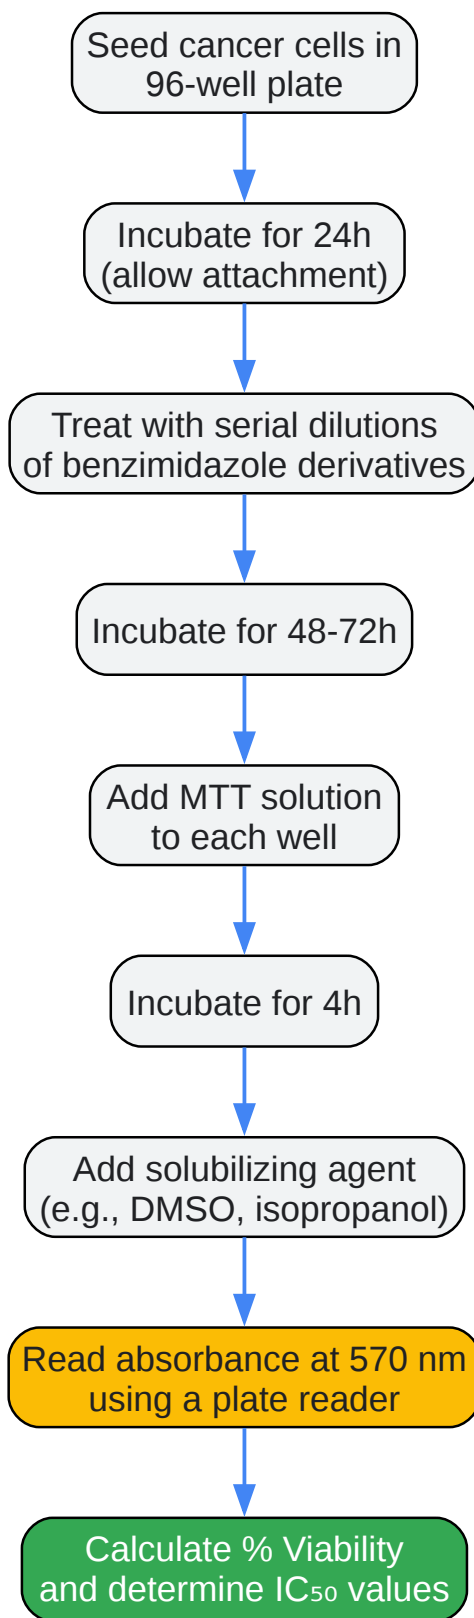 Seed cancer cells in
96-well plate
Incubate for 24h
(allow attachment)
Treat with serial dilutions
of benzimidazole derivatives
Incubate for 48-72h
Add MTT solution
to each well
Incubate for 4h
Add solubilizing agent
(e.g., DMSO, isopropanol)
Read absorbance at 570 nm
using a plate reader
Calculate % Viability
and determine IC₅₀ values